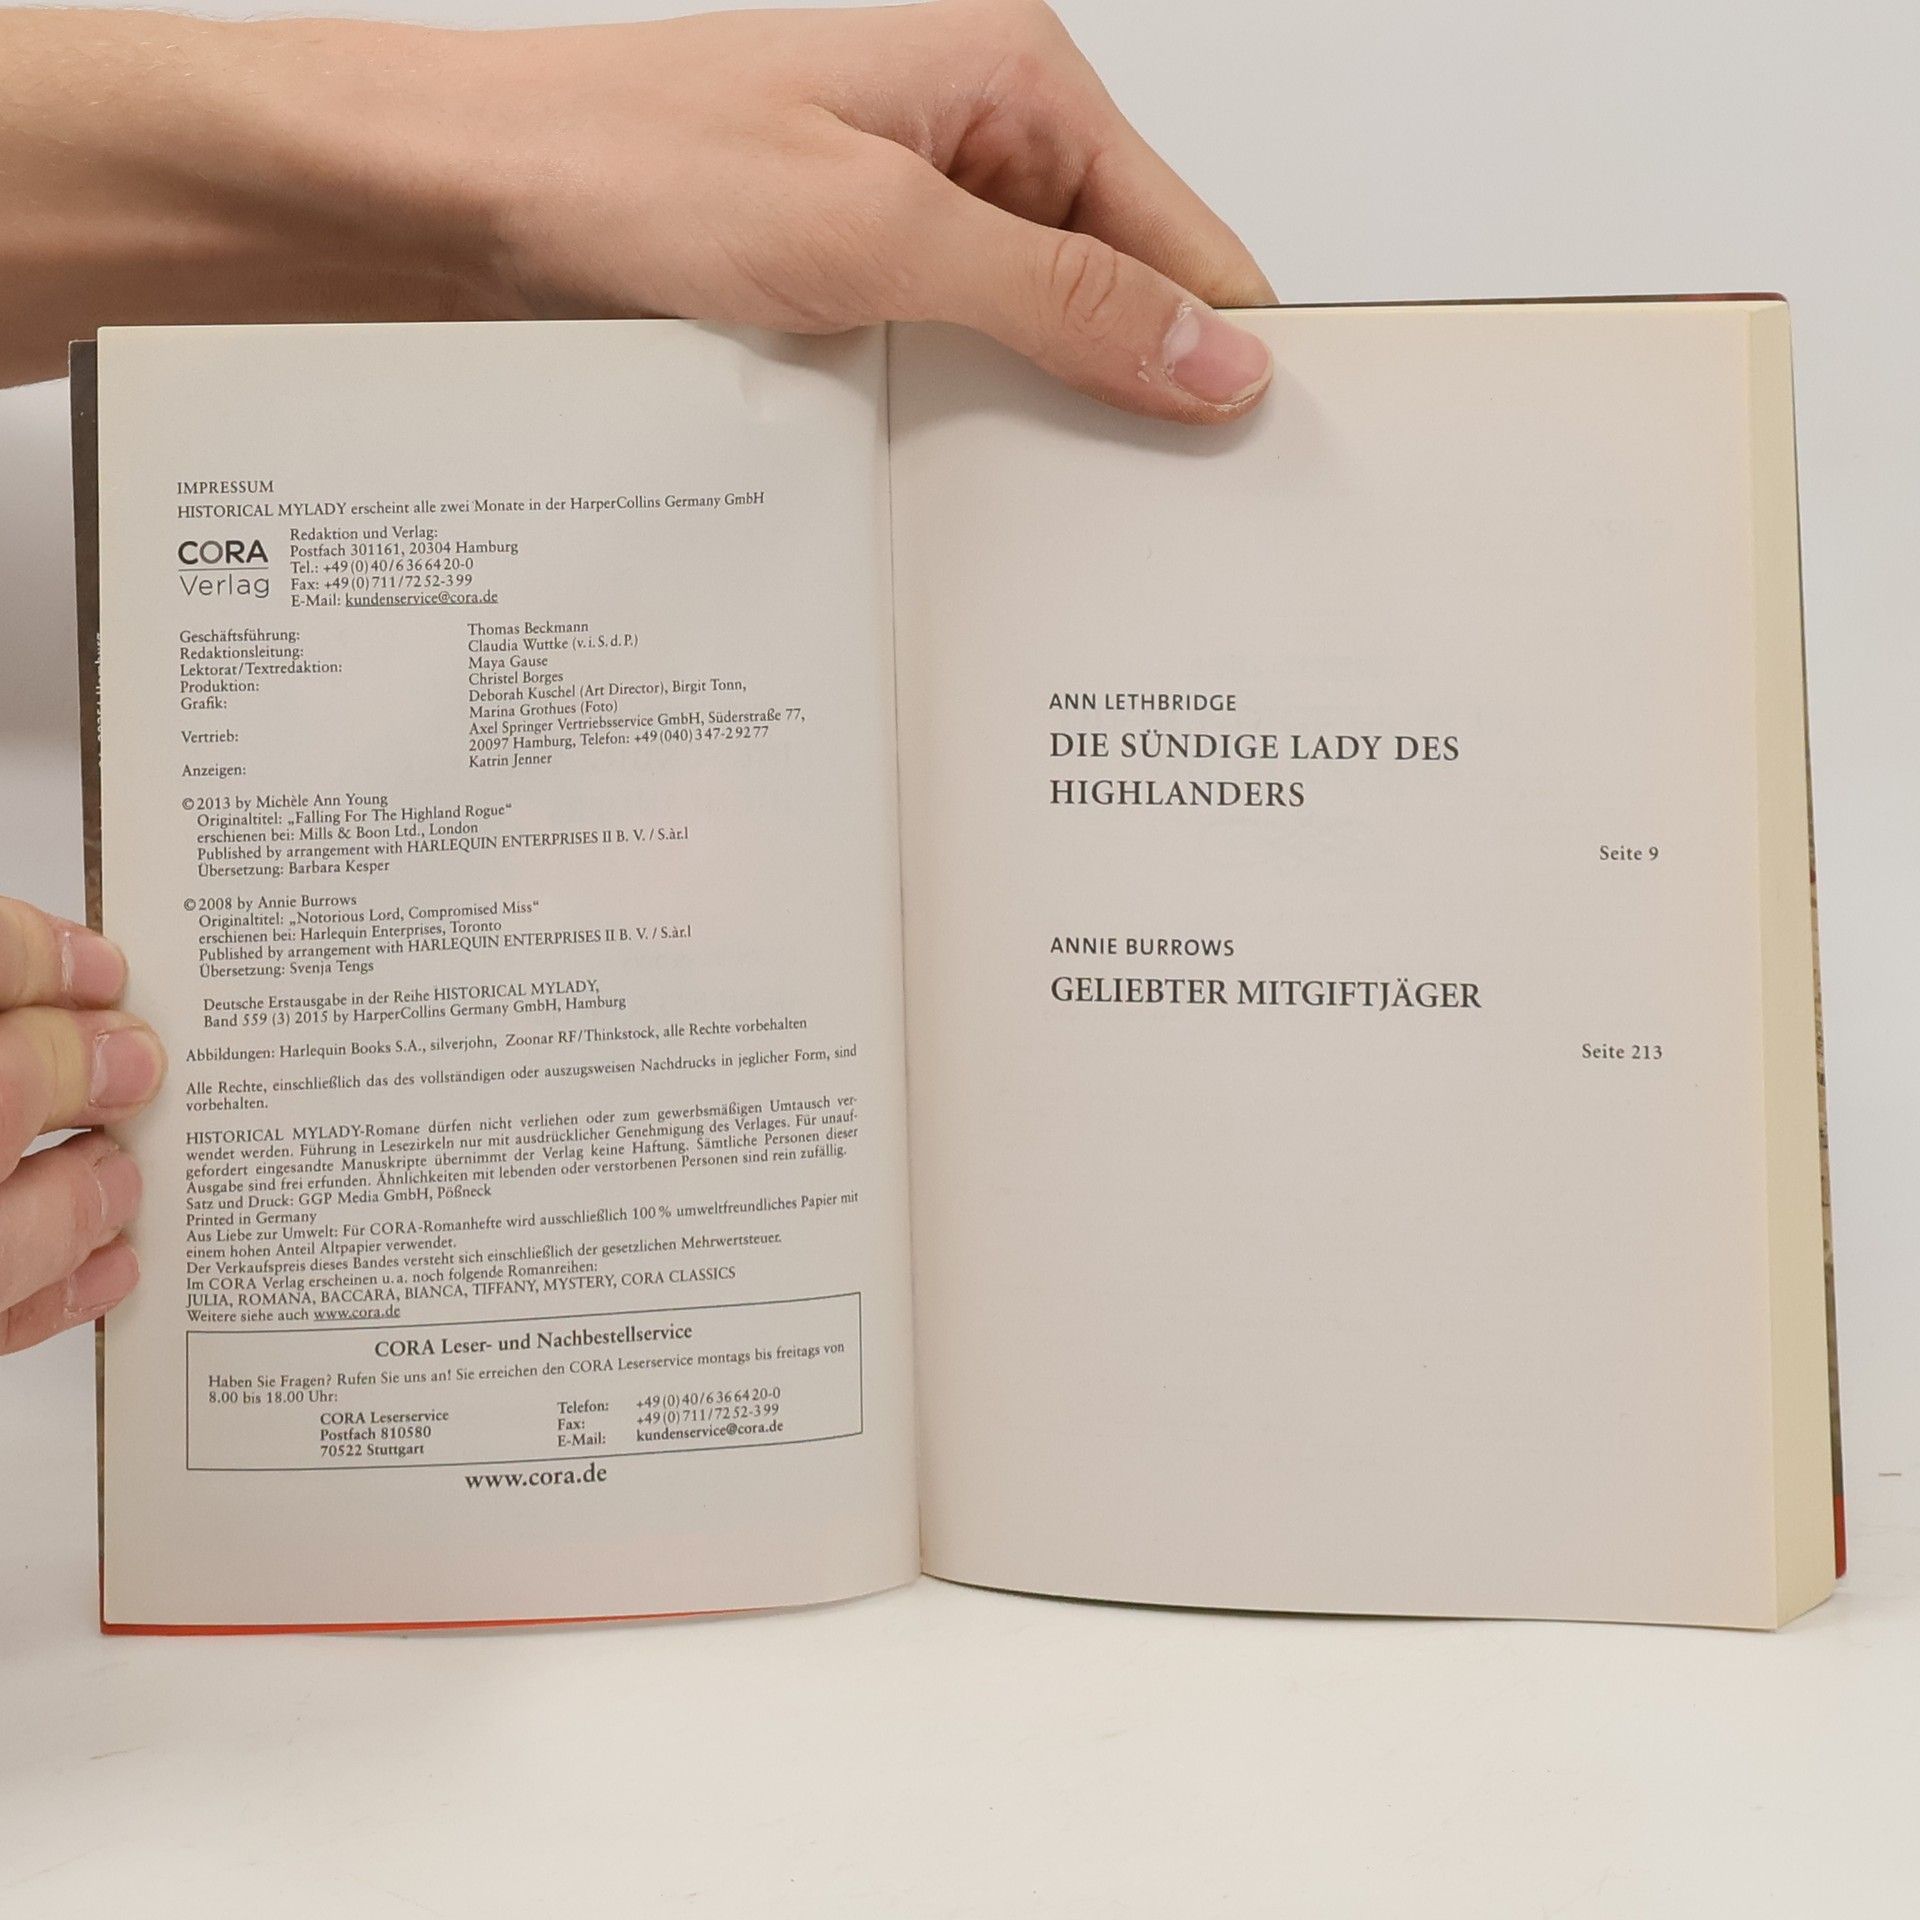 IMPRESSUM
HISTORICAL MYLADY erscheint alle zwei Monate in der HarperCollins Germany GmbH
CORA
Verlag
Redaktion und Verlag:
Postfach 301161, 20304 Hamburg
Tel.: +49(0)40/6366420-0
Fax: +49(0)711/7252-399
E-Mail: kundenservice@cora.de
Geschäftsführung: Thomas Beckmann
Redaktionsleitung: Claudia Wuttke (v.i.S.d.P.)
Lektorat/Textredaktion: Maya Gause
Produktion: Christel Borges
Grafik: Deborah Kuschel (Art Director), Birgit Tonn,
Marina Grothues (Foto)
Vertrieb: Axel Springer Vertriebsservice GmbH, Süderstraße 77,
20097 Hamburg, Telefon: +49(040)347-29277
Anzeigen: Katrin Jenner
©2013 by Michèle Ann Young
Originaltitel: „Falling For The Highland Rogue“
erschienen bei: Mills & Boon Ltd., London
Published by arrangement with HARLEQUIN ENTERPRISES II B. V. / S.àr.l
Übersetzung: Barbara Kesper
©2008 by Annie Burrows
Originaltitel: „Notorious Lord, Compromised Miss“
erschienen bei: Harlequin Enterprises, Toronto
Published by arrangement with HARLEQUIN ENTERPRISES II B. V. / S.àr.l
Übersetzung: Svenja Tengs
Deutsche Erstausgabe in der Reihe HISTORICAL MYLADY,
Band 559 (3) 2015 by HarperCollins Germany GmbH, Hamburg
Abbildungen: Harlequin Books S.A., silverjohn, Zoonar RF/Thinkstock, alle Rechte vorbehalten
Alle Rechte, einschließlich das des vollständigen oder auszugsweisen Nachdrucks in jeglicher Form, sind
vorbehalten.
HISTORICAL MYLADY-Romane dürfen nicht verliehen oder zum gewerbsmäßigen Umtausch ver-
wendet werden. Führung in Lesezirkeln nur mit ausdrücklicher Genehmigung des Verlages. Für unauf-
gefordert eingesandte Manuskripte übernimmt der Verlag keine Haftung. Sämtliche Personen dieser
Ausgabe sind frei erfunden. Ähnlichkeiten mit lebenden oder verstorbenen Personen sind rein zufällig.
Satz und Druck: GGP Media GmbH, Pößneck
Printed in Germany
Aus Liebe zur Umwelt: Für CORA-Romanhefte wird ausschließlich 100 % umweltfreundliches Papier mit
einem hohen Anteil Altpapier verwendet.
Der Verkaufspreis dieses Bandes versteht sich einschließlich der gesetzlichen Mehrwertsteuer.
Im CORA Verlag erscheinen u.a. noch folgende Romanreihen:
JULIA, ROMANA, BACCARA, BIANCA, TIFFANY, MYSTERY, CORA CLASSICS
Weitere siehe auch www.cora.de
CORA Leser- und Nachbestellservice
Haben Sie Fragen? Rufen Sie uns an! Sie erreichen den CORA Leserservice montags bis freitags von
8.00 bis 18.00 Uhr:
CORA Leserservice
Postfach 810580
70522 Stuttgart
Telefon: +49(0)40/6366420-0
Fax: +49(0)711/7252-399
E-Mail: kundenservice@cora.de
www.cora.de
ANN LETHBRIDGE
DIE SÜNDIGE LADY DES
HIGHLANDERS
Seite 9
ANNIE BURROWS
GELIEBTER MITGIFTJÄGER
Seite 213